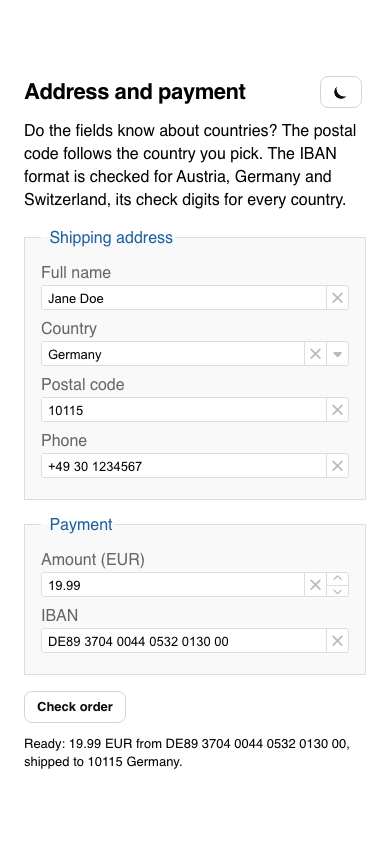 Address and payment
Do the fields know about countries? The postal
code follows the country you pick. The IBAN
format is checked for Austria, Germany and
Switzerland, its check digits for every country.
Shipping address
Full name
Jane Doe
Country
Germany
Postal code
10115
Phone
+49 30 1234567
Payment
Amount (EUR)
19.99
IBAN
DE89 3704 0044 0532 0130 00
Check order
Ready: 19.99 EUR from DE89 3704 0044 0532 0130 00,
shipped to 10115 Germany.